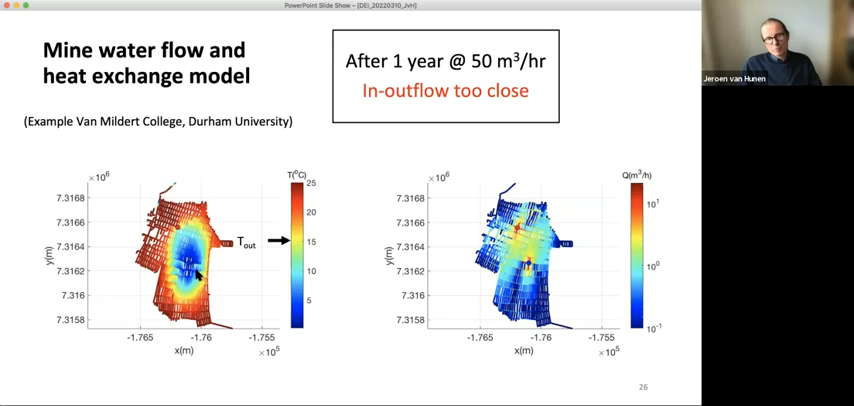 PowerPoint Slide Show - [DEI_20220310_JvH]
Mine water flow and
heat exchange model
(Example Van Mildert College, Durham University)
After 1 year @ 50 m³/hr
In-outflow too close
Jeroen van Hunen
×10⁶
7.3168
7.3166
7.3164
7.3162
7.316
7.3158
y(m)
-1.765
-1.76
-1.755
x(m)
×10⁵
T(°C)
25
20
15
10
5
Tout
×10⁶
7.3168
7.3166
7.3164
7.3162
7.316
7.3158
y(m)
-1.765
-1.76
-1.755
x(m)
×10⁵
Q(m³/h)
10¹
10⁰
10⁻¹
26